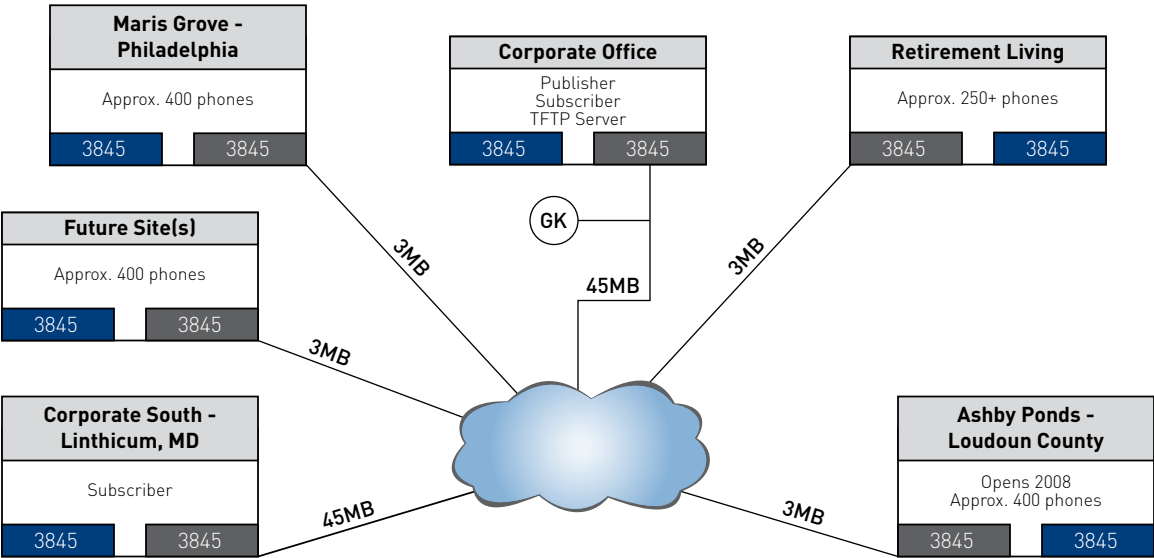 Maris Grove -
Philadelphia
Approx. 400 phones
3845
3845
Corporate Office
Publisher
Subscriber
TFTP Server
3845
3845
Retirement Living
Approx. 250+ phones
3845
3845
GK
Future Site(s)
Approx. 400 phones
3845
3845
3MB
45MB
3MB
3MB
Corporate South -
Linthicum, MD
Subscriber
3845
3845
45MB
Ashby Ponds -
Loudoun County
Opens 2008
Approx. 400 phones
3845
3845
3MB